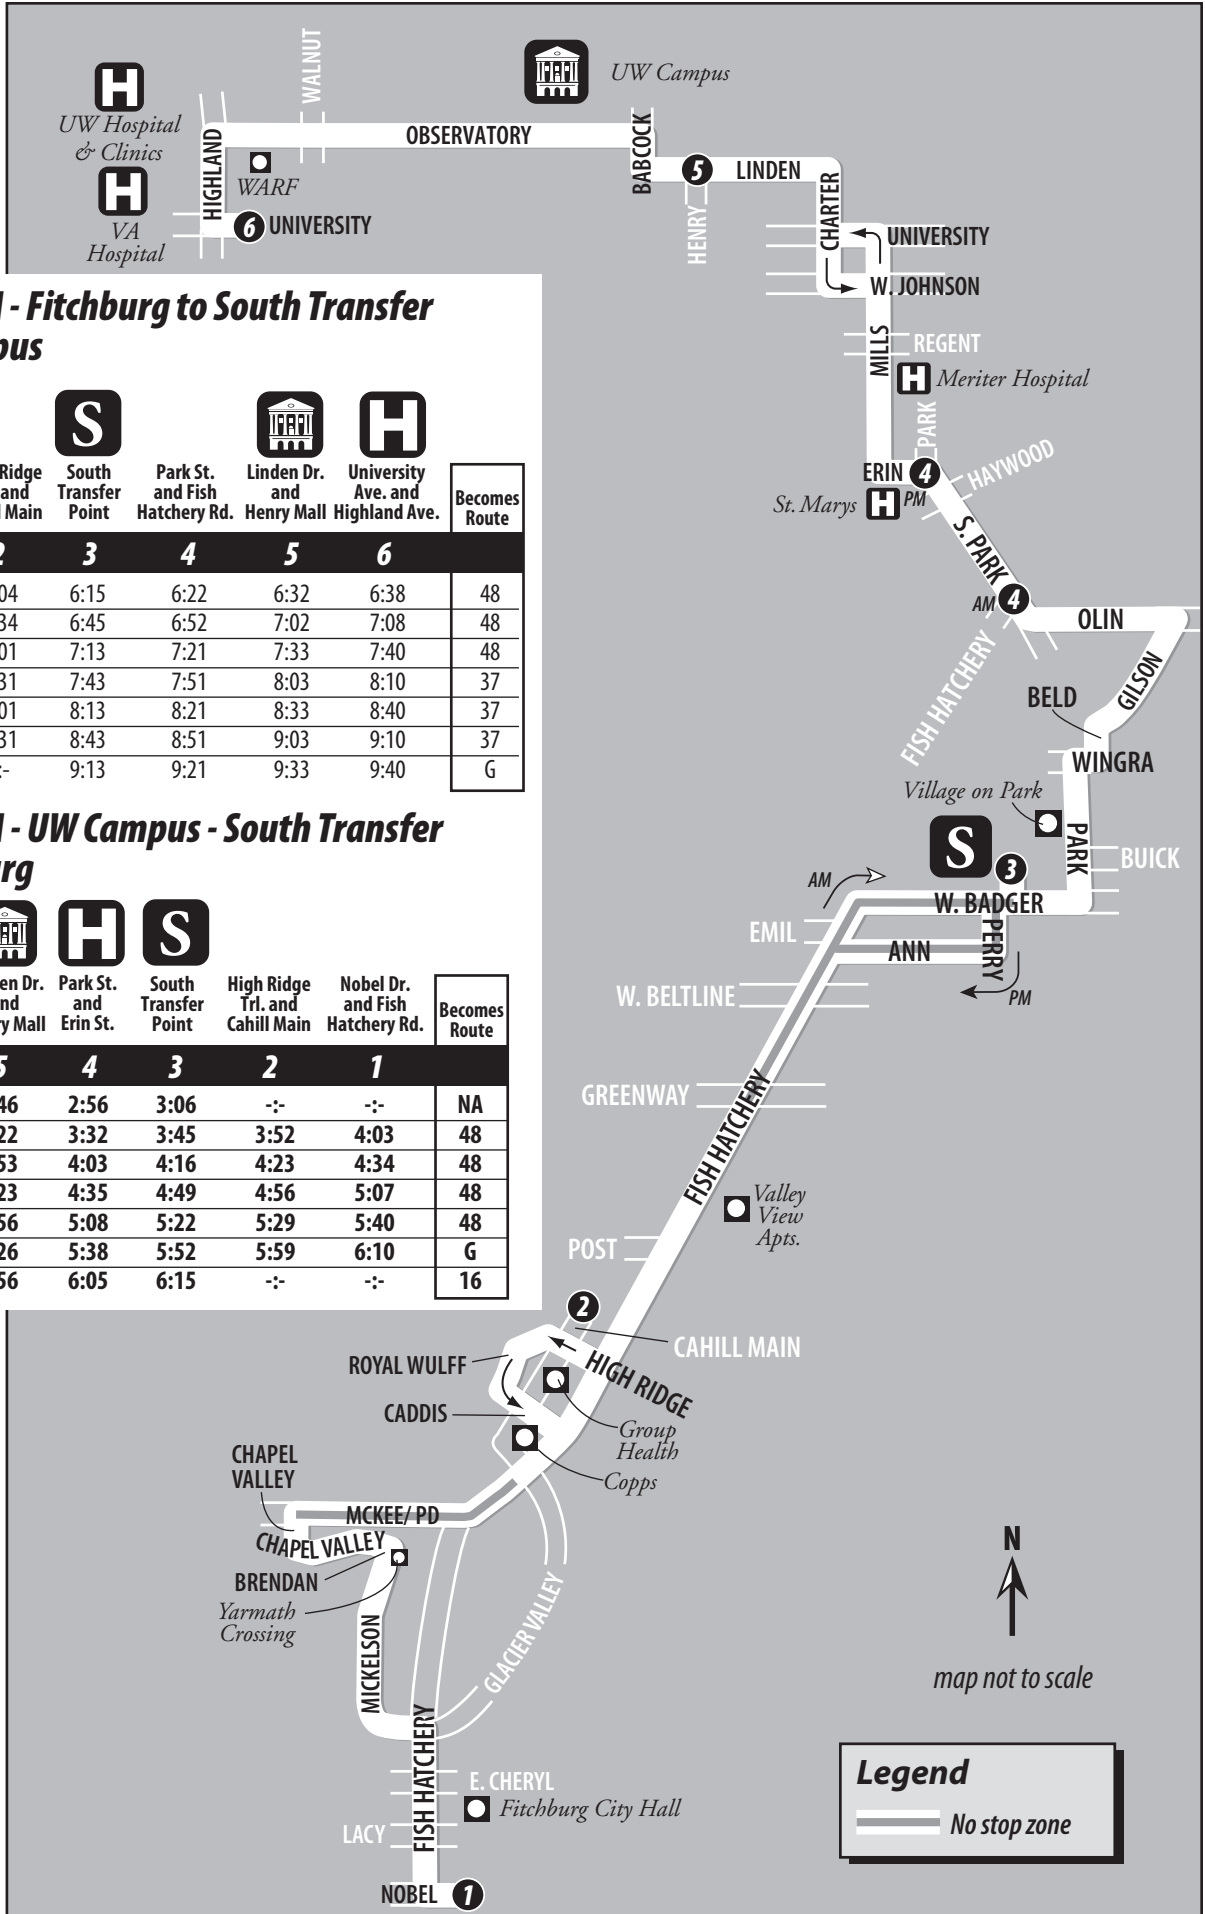 UW Campus
WALNUT
UW Hospital
& Clinics
OBSERVATORY
BABCOCK
HIGHLAND
WARF
5
LINDEN
CHARTER
VA
Hospital
6 UNIVERSITY
HENRY
UNIVERSITY
W. JOHNSON
MILLS
REGENT
H Meriter Hospital
PARK
ERIN 4
PM
HAYWOOD
St. Marys H
S. PARK
AM 4
OLIN
FISH HATCHERY
GILSON
BELD
WINGRA
Village on Park
PARK
BUICK
S
3
AM
W. BADGER
EMIL
ANN
PERRY
PM
W. BELTLINE
GREENWAY
FISH HATCHERY
Valley
View
Apts.
POST
2
CAHILL MAIN
ROYAL WULFF
HIGH RIDGE
CADDIS
Group
Health
Copps
CHAPEL
VALLEY
MCKEE/ PD
CHAPEL VALLEY
BRENDAN
Yarmath
Crossing
GLACIER VALLEY
MICKELSON
FISH HATCHERY
E. CHERYL
Fitchburg City Hall
LACY
NOBEL 1
N
map not to scale
Legend
No stop zone
- Fitchburg to South Transfer
pus
S H
Ridge South Park St. Linden Dr. University
and Transfer and Fish and Ave. and Becomes
Main Point Hatchery Rd. Henry Mall Highland Ave. Route
2 3 4 5 6
04 6:15 6:22 6:32 6:38 48
34 6:45 6:52 7:02 7:08 48
01 7:13 7:21 7:33 7:40 48
31 7:43 7:51 8:03 8:10 37
01 8:13 8:21 8:33 8:40 37
31 8:43 8:51 9:03 9:10 37
:- 9:13 9:21 9:33 9:40 G
- UW Campus - South Transfer
urg
H S
en Dr. Park St. South High Ridge Nobel Dr.
nd and Transfer Trl. and and Fish Becomes
y Mall Erin St. Point Cahill Main Hatchery Rd. Route
5 4 3 2 1
46 2:56 3:06 -:- -:- NA
22 3:32 3:45 3:52 4:03 48
53 4:03 4:16 4:23 4:34 48
23 4:35 4:49 4:56 5:07 48
56 5:08 5:22 5:29 5:40 48
26 5:38 5:52 5:59 6:10 G
56 6:05 6:15 -:- -:- 16